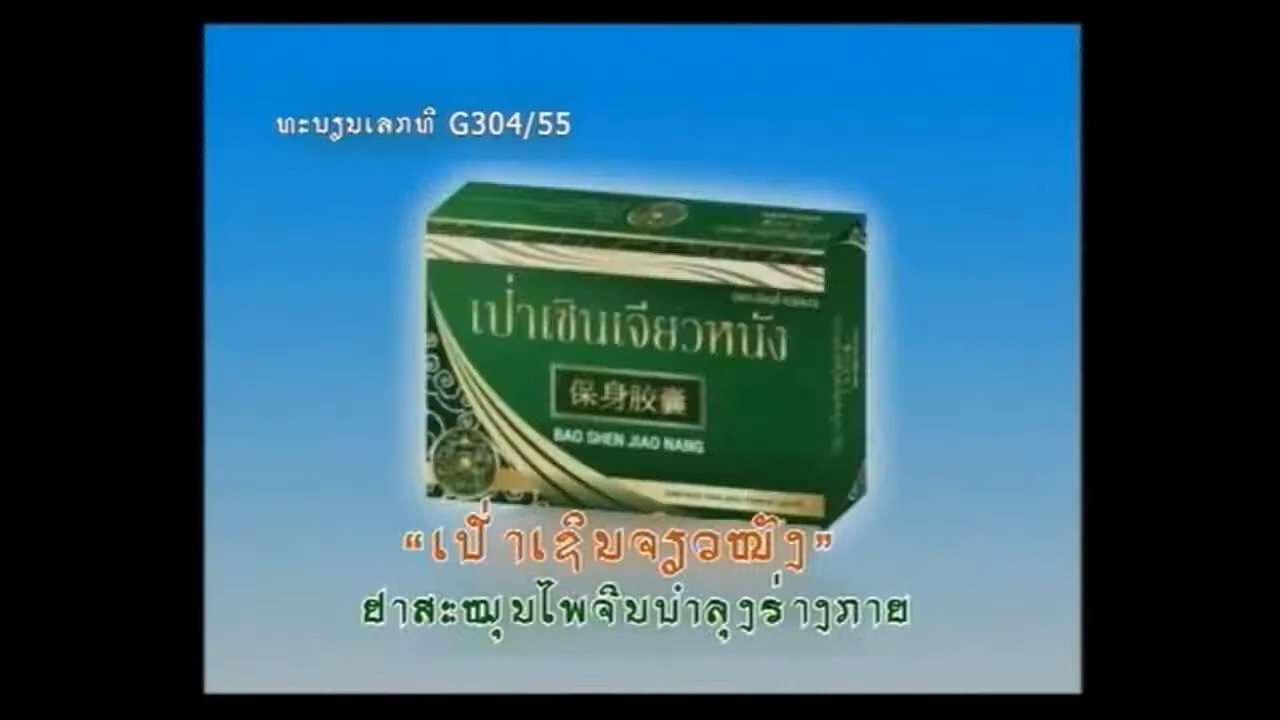 ທະບຽນເລກທີ G304/55
เป่าเซินเจียวหนัง
保身胶囊
BAO SHEN JIAO NANG
“ເປົ່າເຊິນຈຽວໜັງ”
ຢາສະໝຸນໄພຈີນບຳລຸງຮ່າງກາຍ